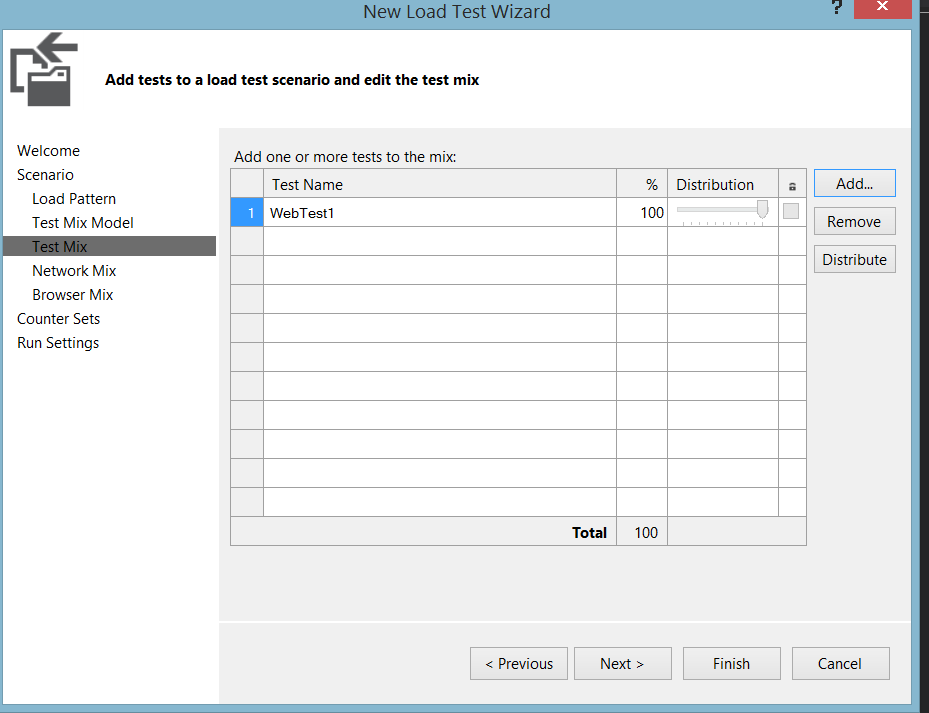 New Load Test Wizard
?
Add tests to a load test scenario and edit the test mix
Welcome
Scenario
Load Pattern
Test Mix Model
Test Mix
Network Mix
Browser Mix
Counter Sets
Run Settings
Add one or more tests to the mix:
Test Name % Distribution
1 WebTest1 100
Total 100
Add...
Remove
Distribute
< Previous Next > Finish Cancel